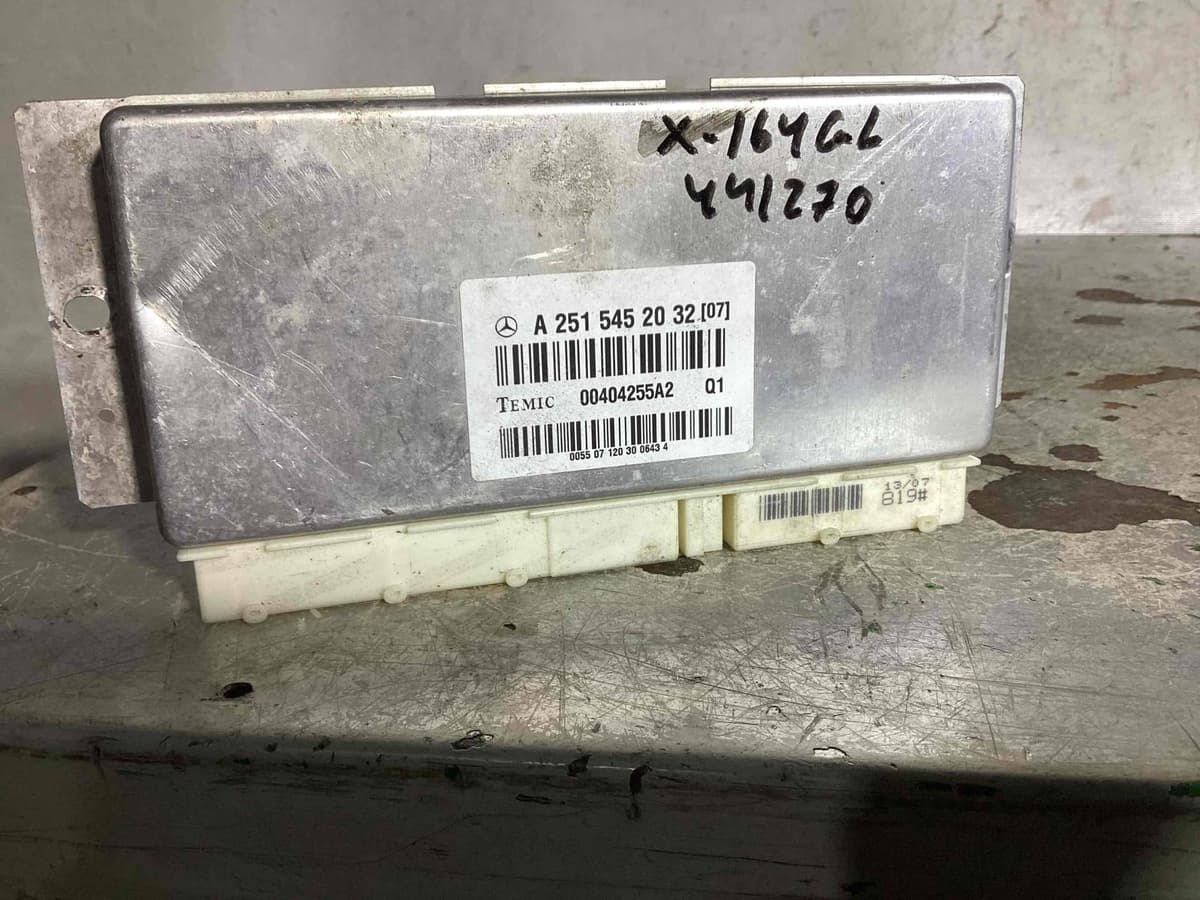 X-164GL
441270
A 251 545 20 32 [07]
TEMIC 00404255A2 Q1
0055 07 120 30 0643 4
13/07
819#